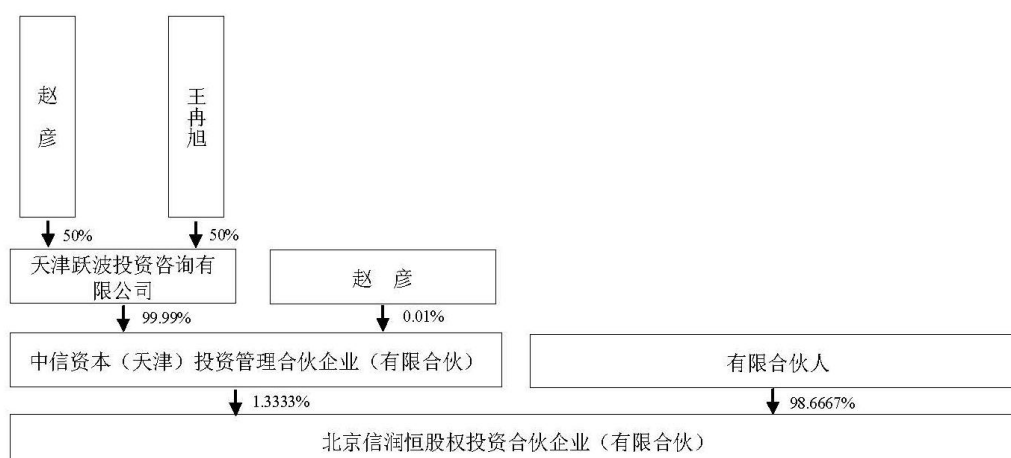 赵彦
王冉旭
50%
50%
天津跃波投资咨询有
限公司
赵 彦
99.99%
0.01%
中信资本（天津）投资管理合伙企业（有限合伙）
有限合伙人
1.3333%
98.6667%
北京信润恒股权投资合伙企业（有限合伙）